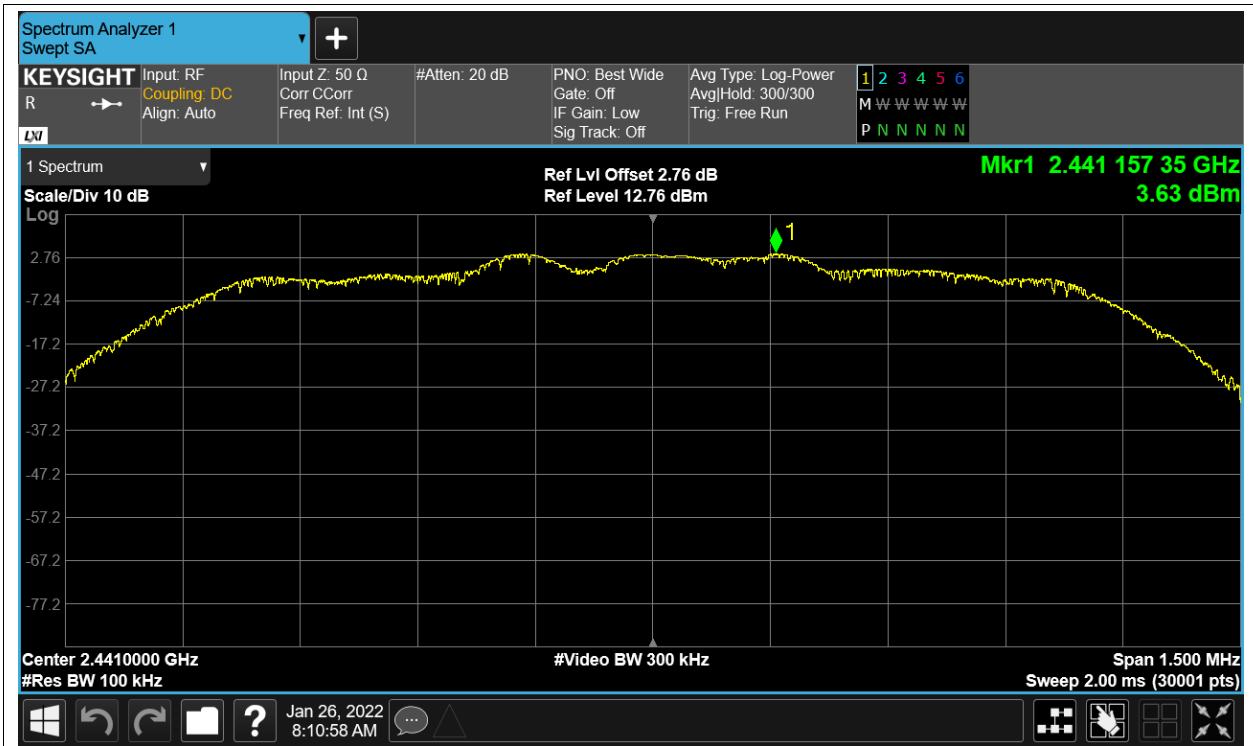 Spectrum Analyzer 1
Swept SA
KEYSIGHT
R
LXI
Input: RF
Coupling: DC
Align: Auto
Input Z: 50 Ω
Corr CCorr
Freq Ref: Int (S)
#Atten: 20 dB
PNO: Best Wide
Gate: Off
IF Gain: Low
Sig Track: Off
Avg Type: Log-Power
Avg|Hold: 300/300
Trig: Free Run
1 2 3 4 5 6
M W W W W W W
P N N N N N
1 Spectrum
Scale/Div 10 dB
Log
Ref Lvl Offset 2.76 dB
Ref Level 12.76 dBm
Mkr1 2.441 157 35 GHz
3.63 dBm
1
2.76
-7.24
-17.2
-27.2
-37.2
-47.2
-57.2
-67.2
-77.2
Center 2.4410000 GHz
#Res BW 100 kHz
#Video BW 300 kHz
Span 1.500 MHz
Sweep 2.00 ms (30001 pts)
?
Jan 26, 2022
8:10:58 AM